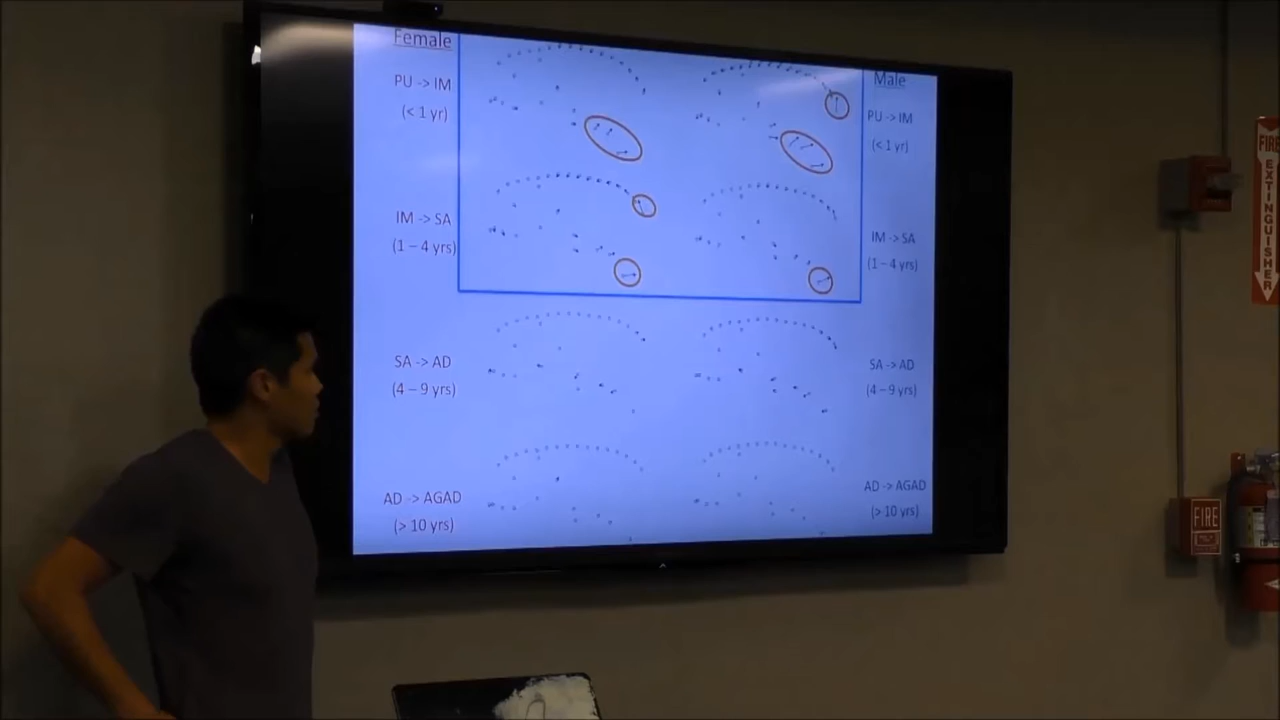 Female
PU -> IM
(< 1 yr)
IM -> SA
(1 – 4 yrs)
SA -> AD
(4 – 9 yrs)
AD -> AGAD
(> 10 yrs)
Male
PU -> IM
(< 1 yr)
IM -> SA
(1 – 4 yrs)
SA -> AD
(4 – 9 yrs)
AD -> AGAD
(> 10 yrs)
FIRE
EXTINGUISHER
FIRE